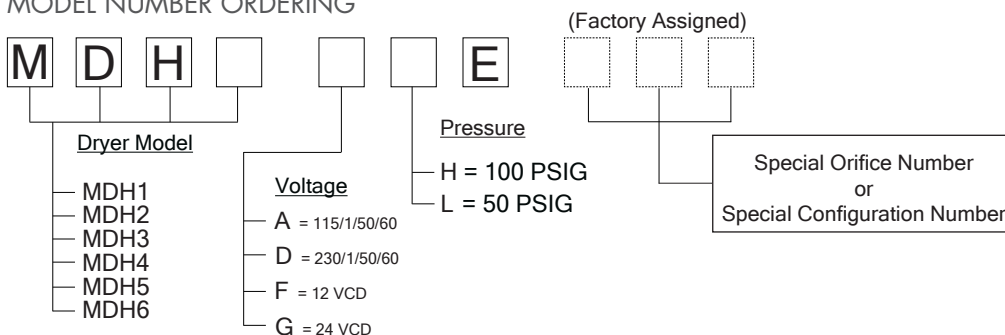 MODEL NUMBER ORDERING
(Factory Assigned)
M D H E
Dryer Model
MDH1
MDH2
MDH3
MDH4
MDH5
MDH6
Voltage
A = 115/1/50/60
D = 230/1/50/60
F = 12 VCD
G = 24 VCD
Pressure
H = 100 PSIG
L = 50 PSIG
Special Orifice Number
or
Special Configuration Number